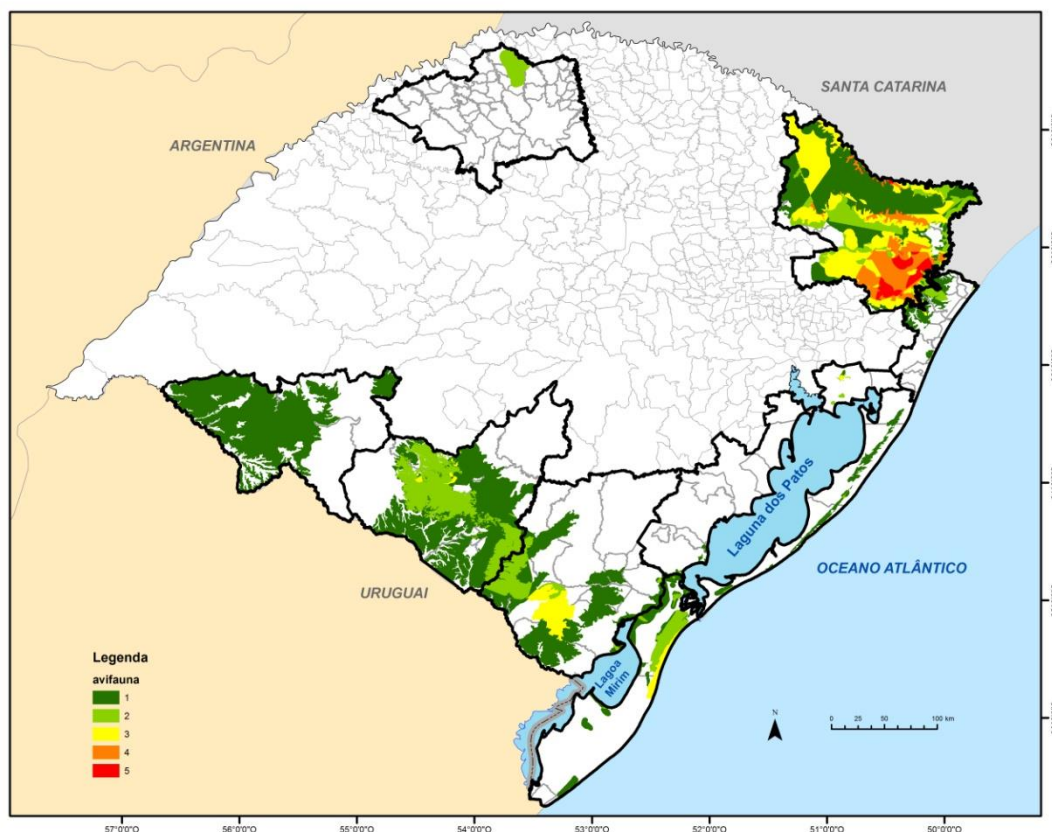 SANTA CATARINA
ARGENTINA
Laguna dos Patos
OCEANO ATLÂNTICO
URUGUAI
Lagoa
Mirim
Legenda
avifauna
1
2
3
4
5
N
0 25 50 100 km
57°0'0"O 56°0'0"O 55°0'0"O 54°0'0"O 53°0'0"O 52°0'0"O 51°0'0"O 50°0'0"O